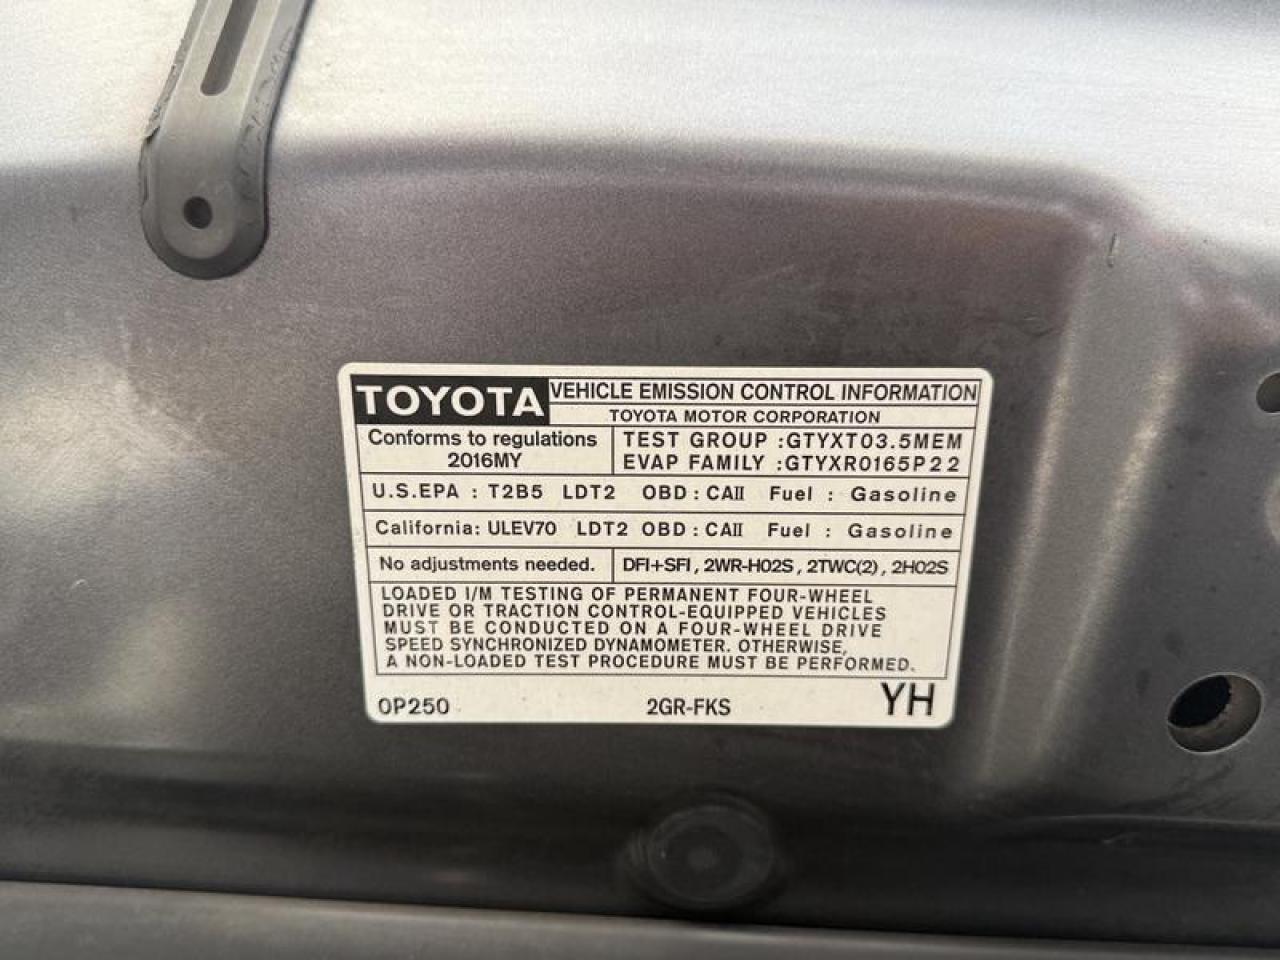 TOYOTA VEHICLE EMISSION CONTROL INFORMATION
TOYOTA MOTOR CORPORATION
Conforms to regulations
2016MY
TEST GROUP :GTYXT03.5MEM
EVAP FAMILY :GTYXR0165P22
U.S.EPA : T2B5 LDT2 OBD : CAII Fuel : Gasoline
California: ULEV70 LDT2 OBD : CAII Fuel : Gasoline
No adjustments needed.
DFI+SFI, 2WR-HO2S, 2TWC(2), 2HO2S
LOADED I/M TESTING OF PERMANENT FOUR-WHEEL
DRIVE OR TRACTION CONTROL-EQUIPPED VEHICLES
MUST BE CONDUCTED ON A FOUR-WHEEL DRIVE
SPEED SYNCHRONIZED DYNAMOMETER. OTHERWISE,
A NON-LOADED TEST PROCEDURE MUST BE PERFORMED.
0P250 2GR-FKS YH